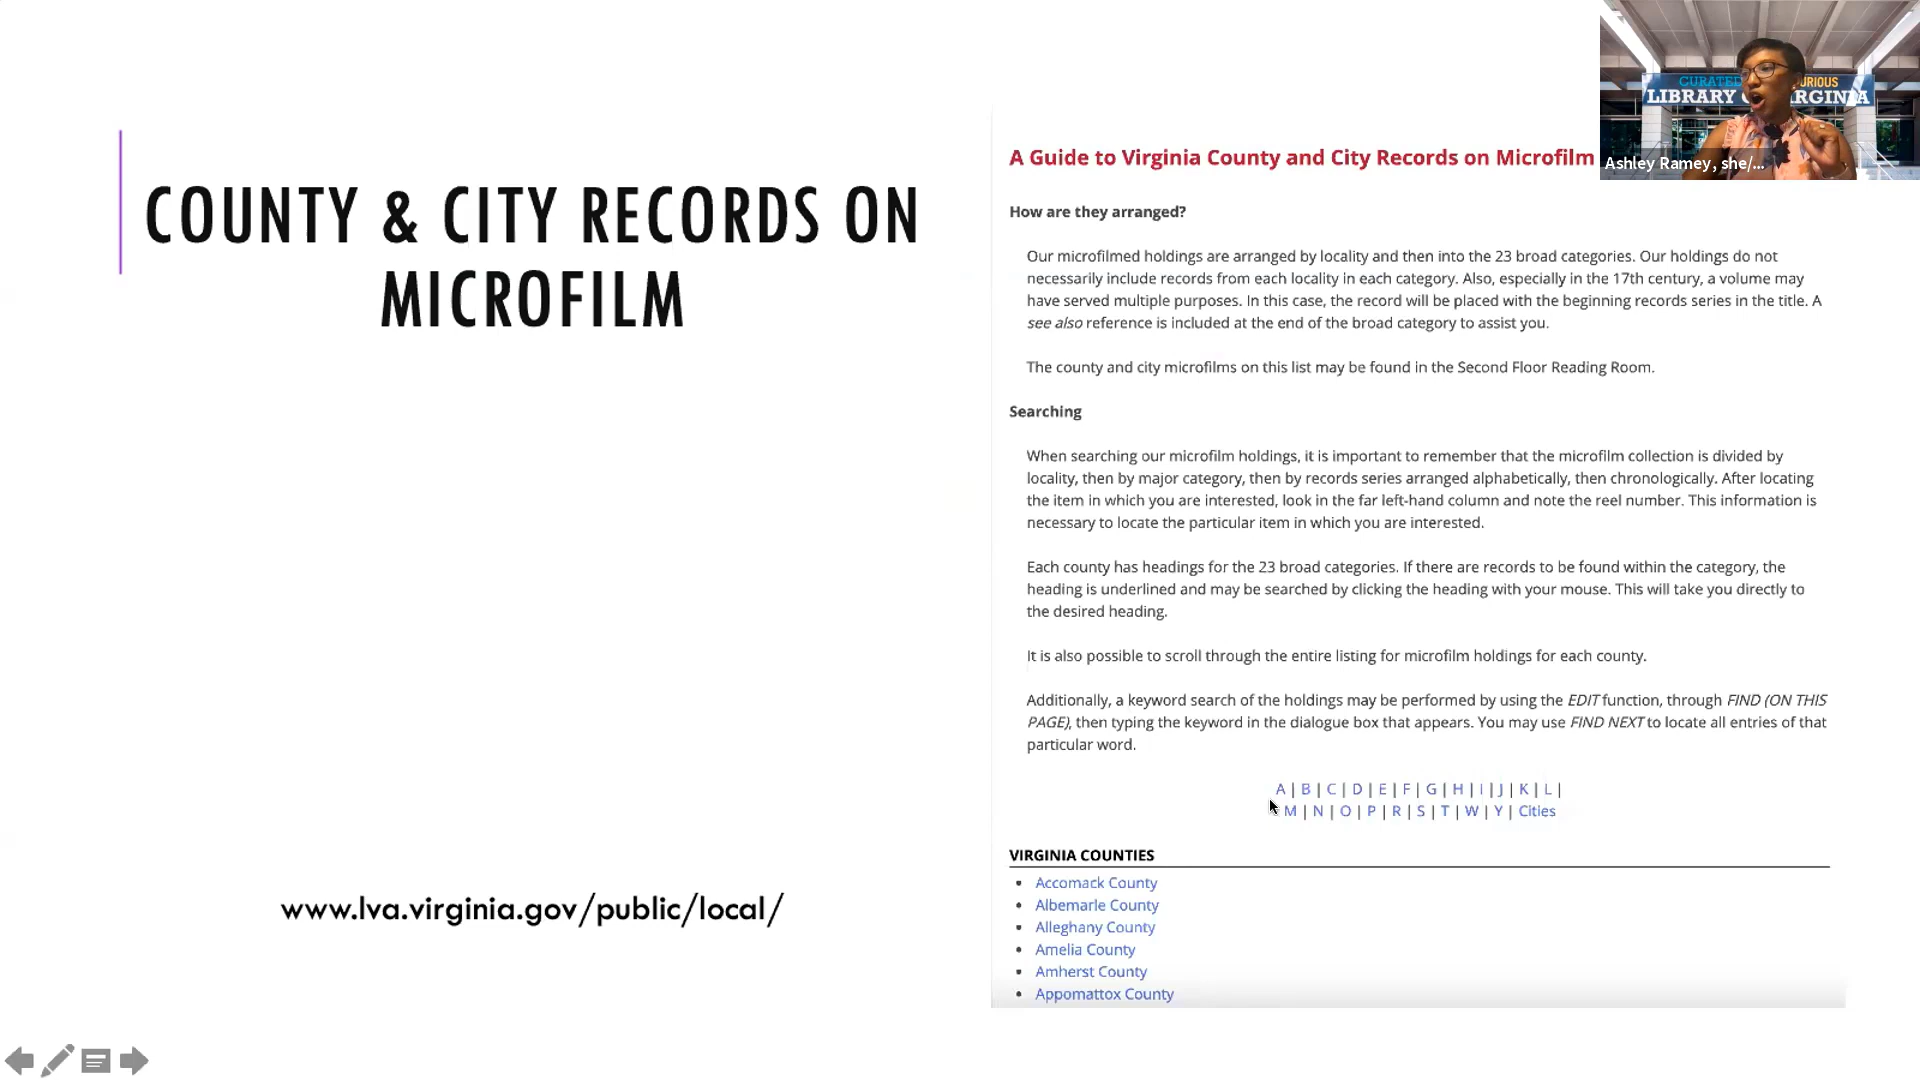 COUNTY & CITY RECORDS ON
MICROFILM
www.lva.virginia.gov/public/local/
A Guide to Virginia County and City Records on Microfilm
How are they arranged?
Our microfilmed holdings are arranged by locality and then into the 23 broad categories. Our holdings do not
necessarily include records from each locality in each category. Also, especially in the 17th century, a volume may
have served multiple purposes. In this case, the record will be placed with the beginning records series in the title. A
see also reference is included at the end of the broad category to assist you.
The county and city microfilms on this list may be found in the Second Floor Reading Room.
Searching
When searching our microfilm holdings, it is important to remember that the microfilm collection is divided by
locality, then by major category, then by records series arranged alphabetically, then chronologically. After locating
the item in which you are interested, look in the far left-hand column and note the reel number. This information is
necessary to locate the particular item in which you are interested.
Each county has headings for the 23 broad categories. If there are records to be found within the category, the
heading is underlined and may be searched by clicking the heading with your mouse. This will take you directly to
the desired heading.
It is also possible to scroll through the entire listing for microfilm holdings for each county.
Additionally, a keyword search of the holdings may be performed by using the EDIT function, through FIND (ON THIS
PAGE), then typing the keyword in the dialogue box that appears. You may use FIND NEXT to locate all entries of that
particular word.
A | B | C | D | E | F | G | H | I | J | K | L |
M | N | O | P | R | S | T | W | Y | Cities
VIRGINIA COUNTIES
• Accomack County
• Albemarle County
• Alleghany County
• Amelia County
• Amherst County
• Appomattox County
CURATED
LIBRARY
Ashley Ramey, she/...